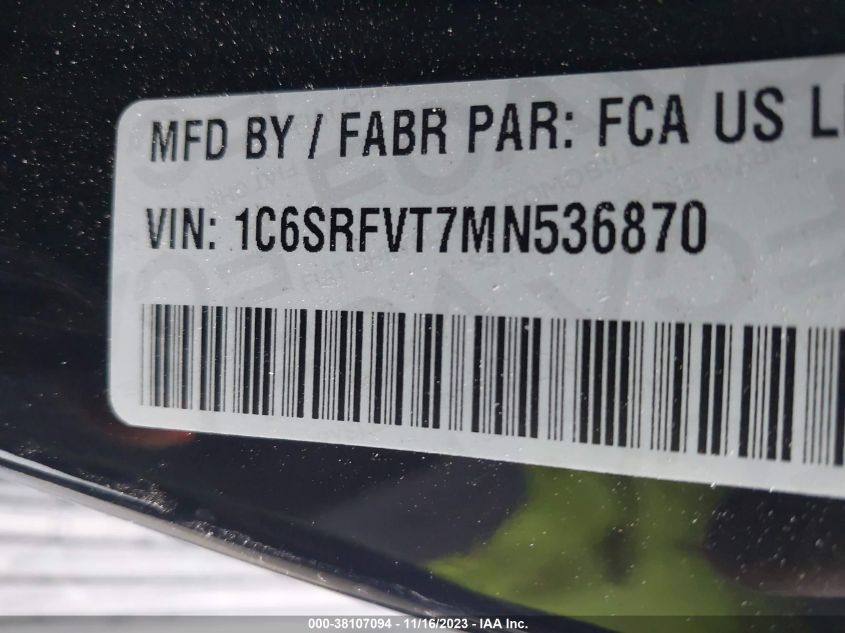 MFD BY / FABR PAR: FCA US
VIN: 1C6SRFVT7MN536870
000-38107094 - 11/16/2023 - IAA Inc.